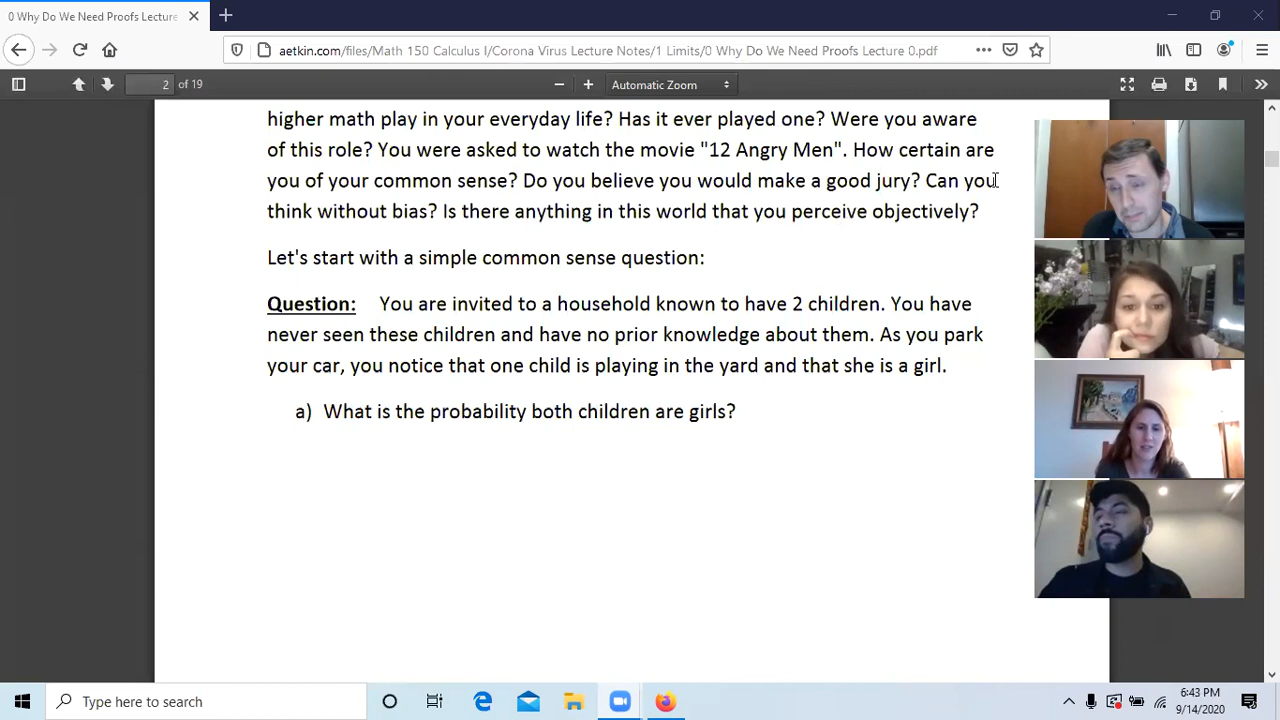 0 Why Do We Need Proofs Lecture
aetkin.com/files/Math 150 Calculus I/Corona Virus Lecture Notes/1 Limits/0 Why Do We Need Proofs Lecture 0.pdf
2 of 19
Automatic Zoom
higher math play in your everyday life? Has it ever played one? Were you aware
of this role? You were asked to watch the movie "12 Angry Men". How certain are
you of your common sense? Do you believe you would make a good jury? Can you
think without bias? Is there anything in this world that you perceive objectively?
Let's start with a simple common sense question:
Question: You are invited to a household known to have 2 children. You have
never seen these children and have no prior knowledge about them. As you park
your car, you notice that one child is playing in the yard and that she is a girl.
a) What is the probability both children are girls?
Type here to search
6:43 PM
9/14/2020